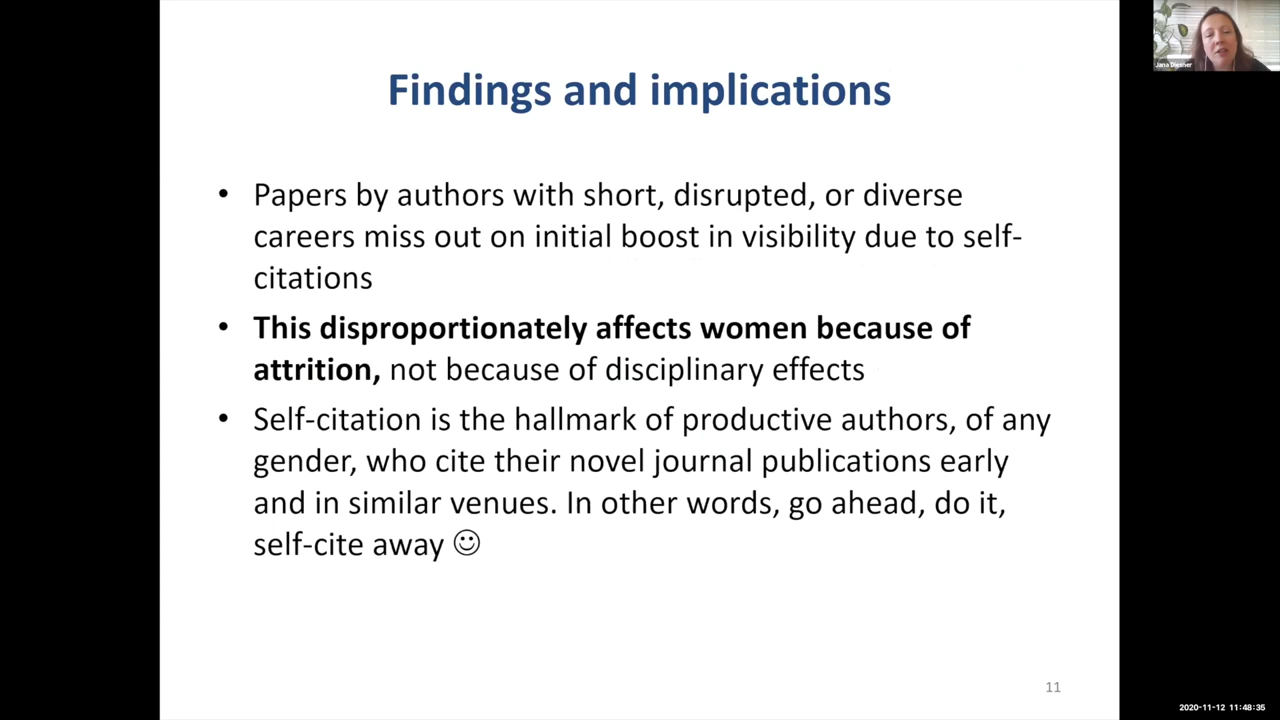 Findings and implications
Jana Diesner
• Papers by authors with short, disrupted, or diverse
careers miss out on initial boost in visibility due to self-
citations
• This disproportionately affects women because of
attrition, not because of disciplinary effects
• Self-citation is the hallmark of productive authors, of any
gender, who cite their novel journal publications early
and in similar venues. In other words, go ahead, do it,
self-cite away ☺
11
2020-11-12 11:48:35